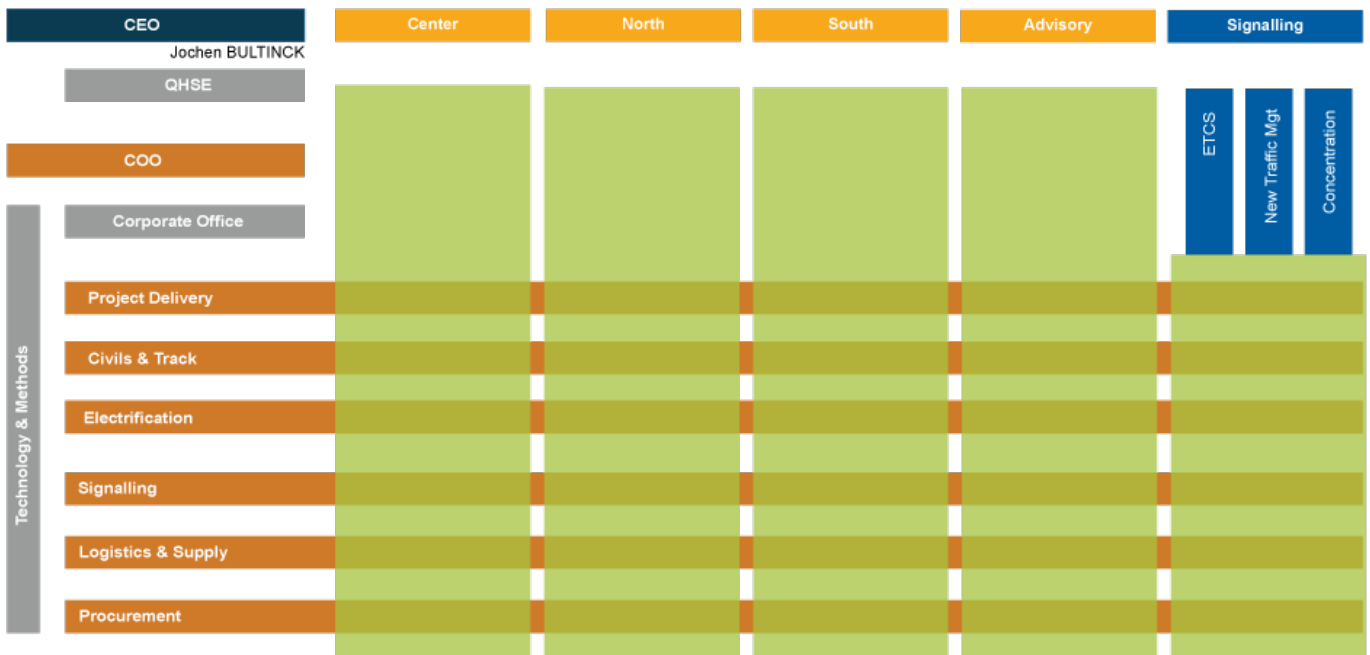 CEO
Center
North
South
Advisory
Signalling
Jochen BULTINCK
QHSE
ETCS
New Traffic Mgt
Concentration
COO
Corporate Office
Technology & Methods
Project Delivery
Civils & Track
Electrification
Signalling
Logistics & Supply
Procurement